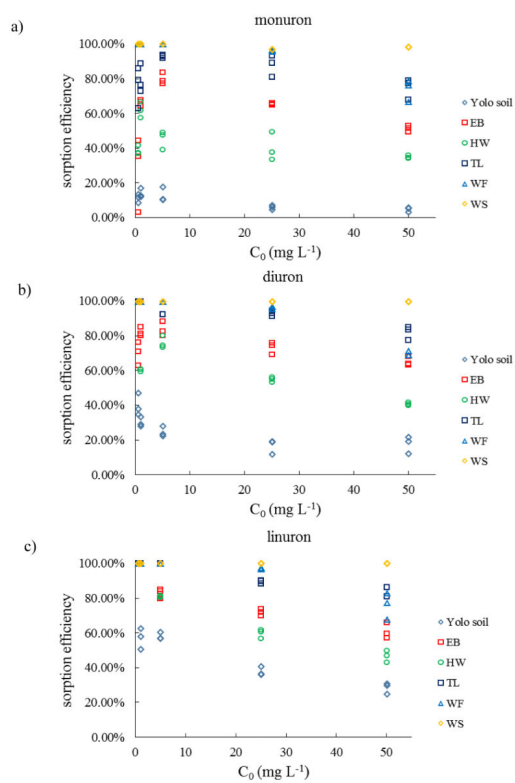 monuron
a)
100.00%
80.00%
60.00%
40.00%
20.00%
0.00%
sorption efficiency
0 10 20 30 40 50
C₀ (mg L⁻¹)
Yolo soil
EB
HW
TL
WF
WS
diuron
b)
100.00%
80.00%
60.00%
40.00%
20.00%
0.00%
sorption efficiency
0 10 20 30 40 50
C₀ (mg L⁻¹)
Yolo soil
EB
HW
TL
WF
WS
linuron
c)
100.00%
80.00%
60.00%
40.00%
20.00%
0.00%
sorption efficiency
0 10 20 30 40 50
C₀ (mg L⁻¹)
Yolo soil
EB
HW
TL
WF
WS